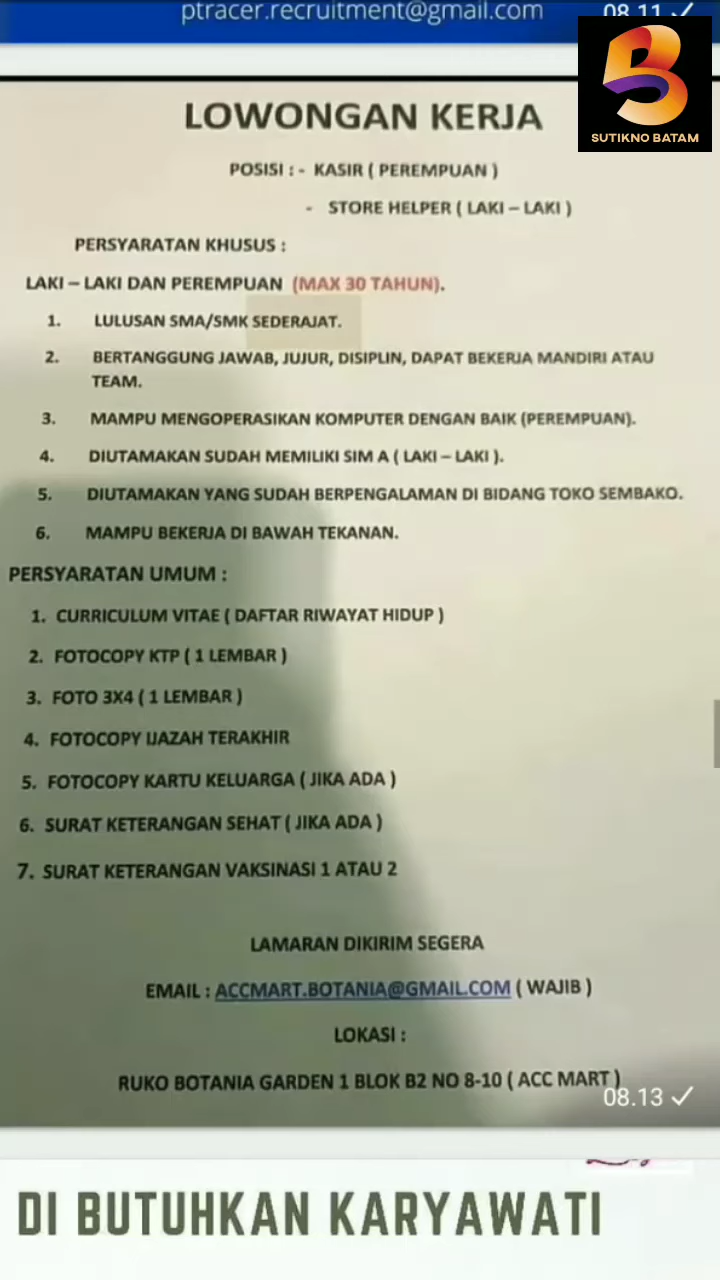 ptracer.recruitment@gmail.com
08.11
SUTIKNO BATAM
LOWONGAN KERJA
POSISI : - KASIR ( PEREMPUAN )
- STORE HELPER ( LAKI – LAKI )
PERSYARATAN KHUSUS :
LAKI – LAKI DAN PEREMPUAN (MAX 30 TAHUN).
1. LULUSAN SMA/SMK SEDERAJAT.
2. BERTANGGUNG JAWAB, JUJUR, DISIPLIN, DAPAT BEKERJA MANDIRI ATAU
TEAM.
3. MAMPU MENGOPERASIKAN KOMPUTER DENGAN BAIK (PEREMPUAN).
4. DIUTAMAKAN SUDAH MEMILIKI SIM A ( LAKI – LAKI ).
5. DIUTAMAKAN YANG SUDAH BERPENGALAMAN DI BIDANG TOKO SEMBAKO.
6. MAMPU BEKERJA DI BAWAH TEKANAN.
PERSYARATAN UMUM :
1. CURRICULUM VITAE ( DAFTAR RIWAYAT HIDUP )
2. FOTOCOPY KTP ( 1 LEMBAR )
3. FOTO 3X4 ( 1 LEMBAR )
4. FOTOCOPY IJAZAH TERAKHIR
5. FOTOCOPY KARTU KELUARGA ( JIKA ADA )
6. SURAT KETERANGAN SEHAT ( JIKA ADA )
7. SURAT KETERANGAN VAKSINASI 1 ATAU 2
LAMARAN DIKIRIM SEGERA
EMAIL : ACCMART.BOTANIA@GMAIL.COM ( WAJIB )
LOKASI :
RUKO BOTANIA GARDEN 1 BLOK B2 NO 8-10 ( ACC MART )
08.13
DI BUTUHKAN KARYAWATI